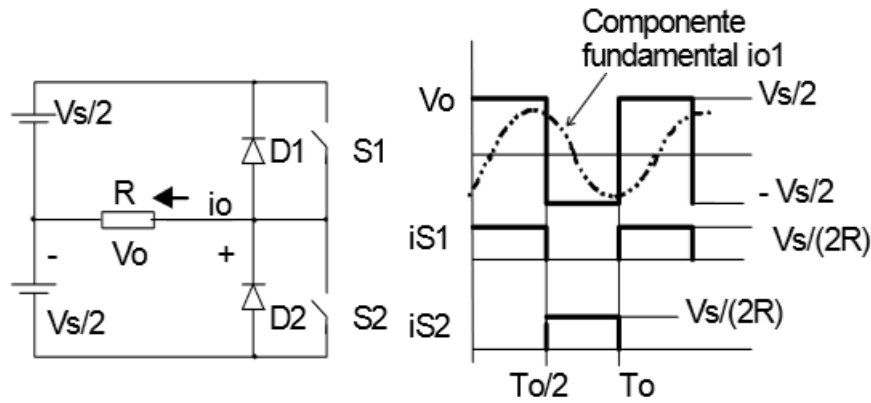 Vs/2
D1
S1
R
io
-
Vo
+
Vs/2
D2
S2
Componente
fundamental io1
Vo
Vs/2
- Vs/2
iS1
Vs/(2R)
iS2
Vs/(2R)
To/2
To